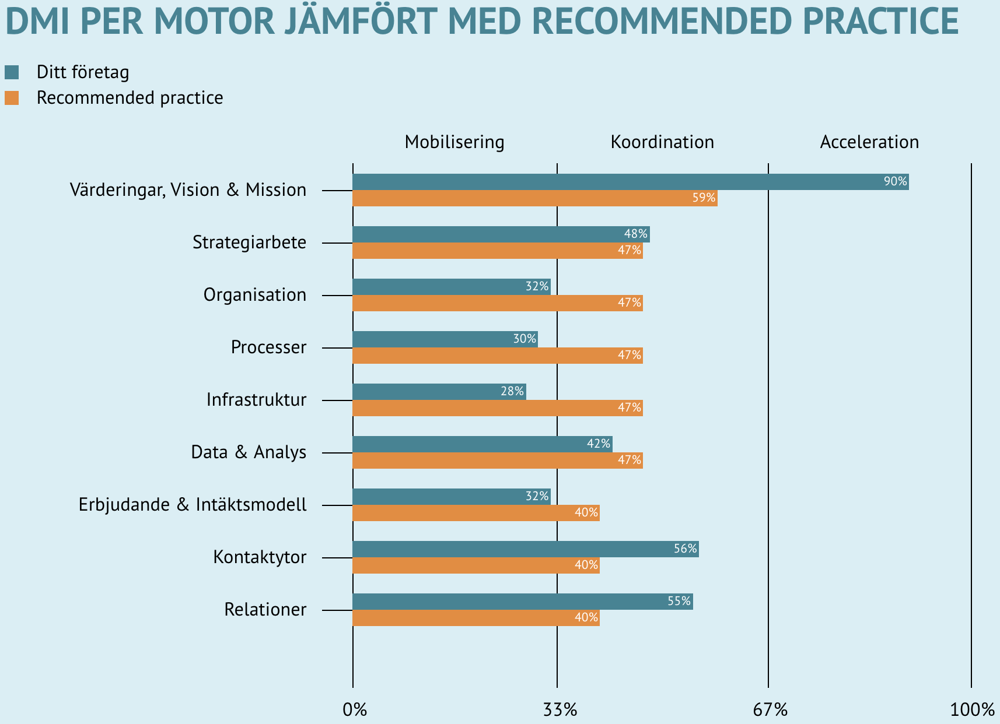 DMI PER MOTOR JÄMFÖRT MED RECOMMENDED PRACTICE
Ditt företag
Recommended practice
Mobilisering Koordination Acceleration
Värderingar, Vision & Mission 90%
59%
Strategiarbete 48%
47%
Organisation 32%
47%
Processer 30%
47%
Infrastruktur 28%
47%
Data & Analys 42%
47%
Erbjudande & Intäktsmodell 32%
40%
Kontaktytor 56%
40%
Relationer 55%
40%
0% 33% 67% 100%